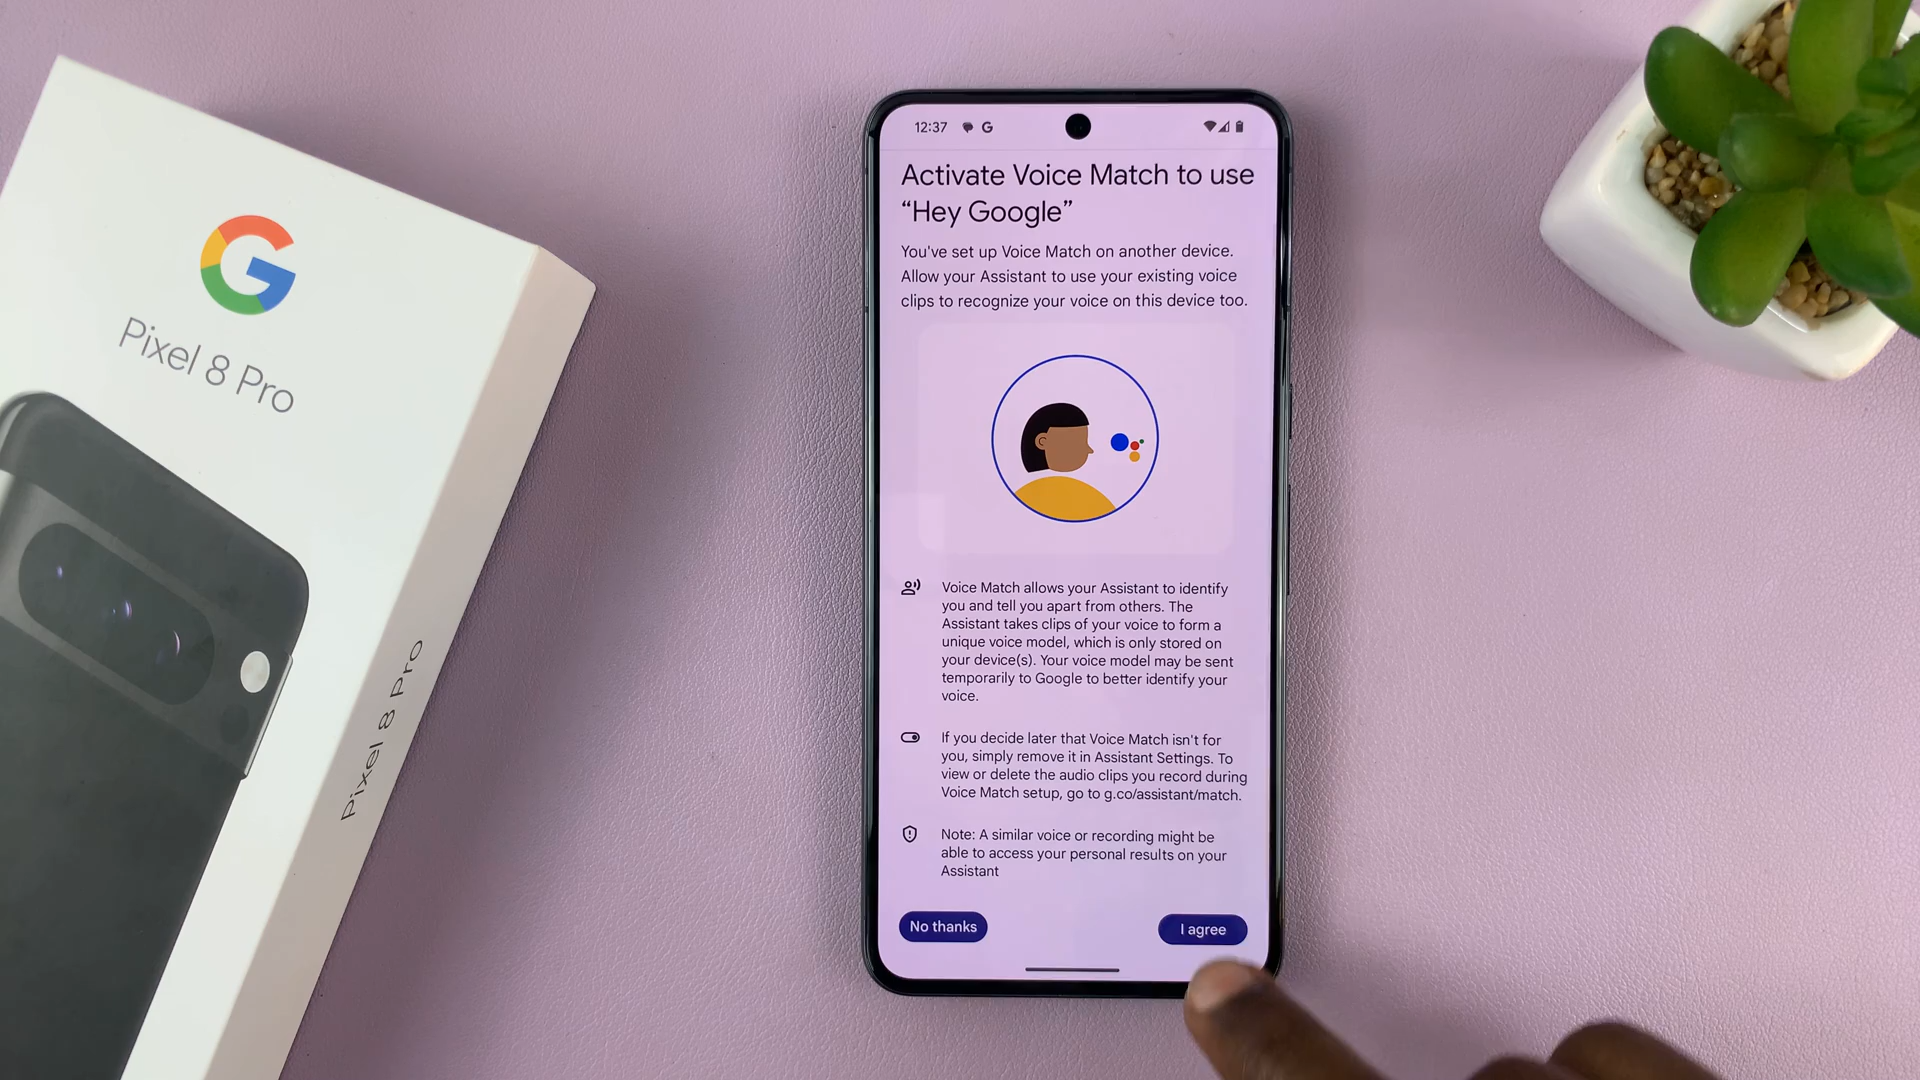 Pixel 8 Pro
Pixel 8 Pro
12:37
Activate Voice Match to use
“Hey Google”
You've set up Voice Match on another device.
Allow your Assistant to use your existing voice
clips to recognize your voice on this device too.
Voice Match allows your Assistant to identify
you and tell you apart from others. The
Assistant takes clips of your voice to form a
unique voice model, which is only stored on
your device(s). Your voice model may be sent
temporarily to Google to better identify your
voice.
If you decide later that Voice Match isn't for
you, simply remove it in Assistant Settings. To
view or delete the audio clips you record during
Voice Match setup, go to g.co/assistant/match.
Note: A similar voice or recording might be
able to access your personal results on your
Assistant
No thanks
I agree